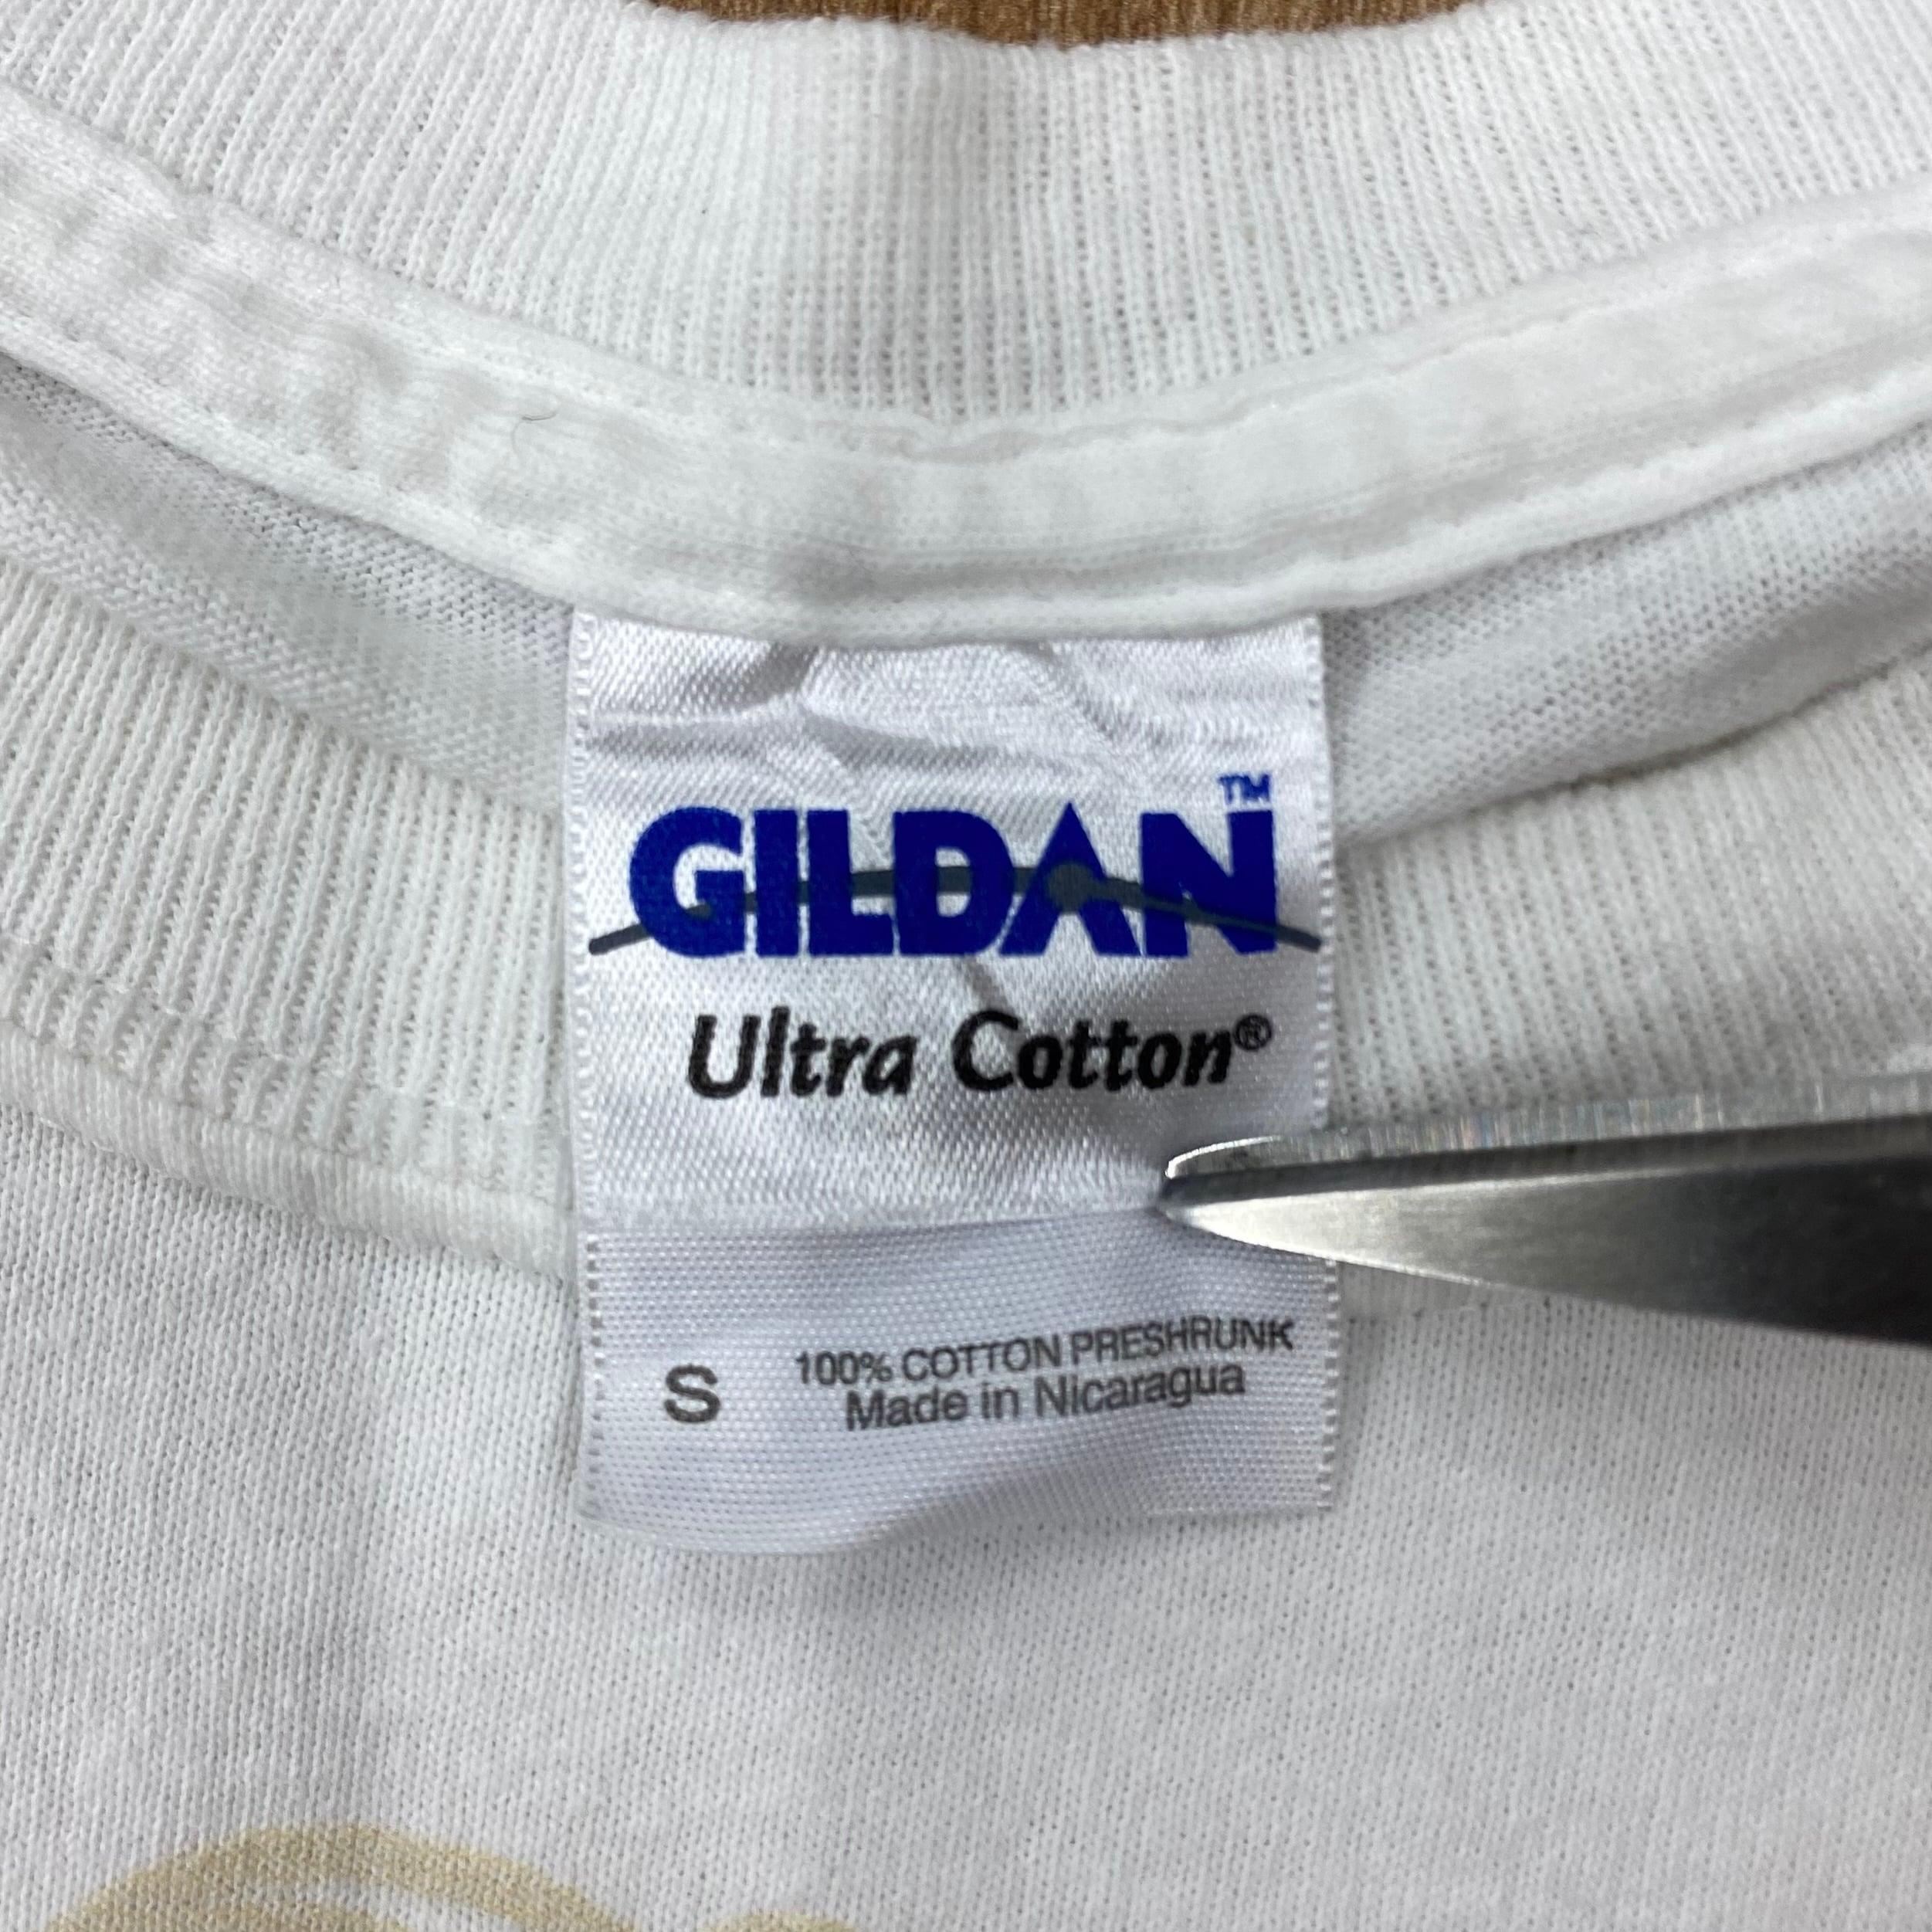 GILDAN™
Ultra Cotton®
S 100% COTTON PRESHRUNK
Made in Nicaragua